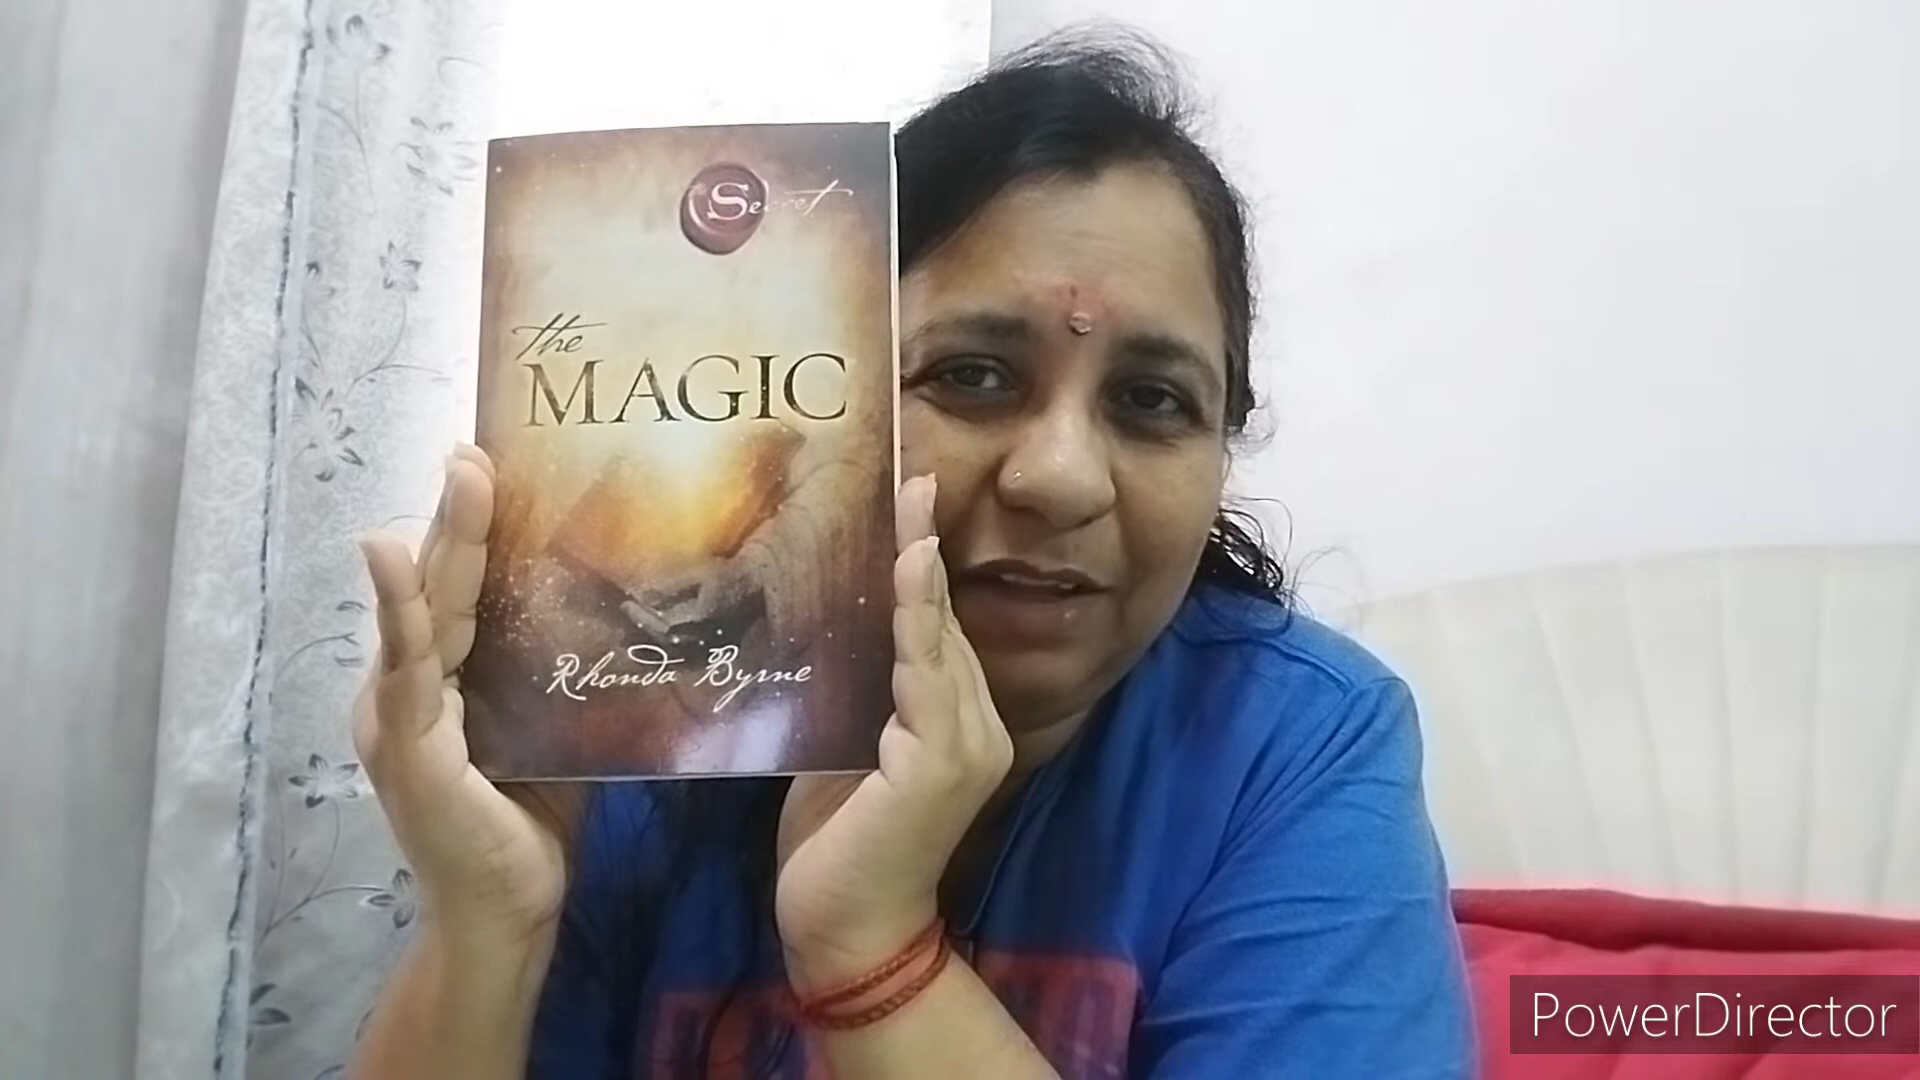 Secret
the
MAGIC
Rhonda Byrne
PowerDirector